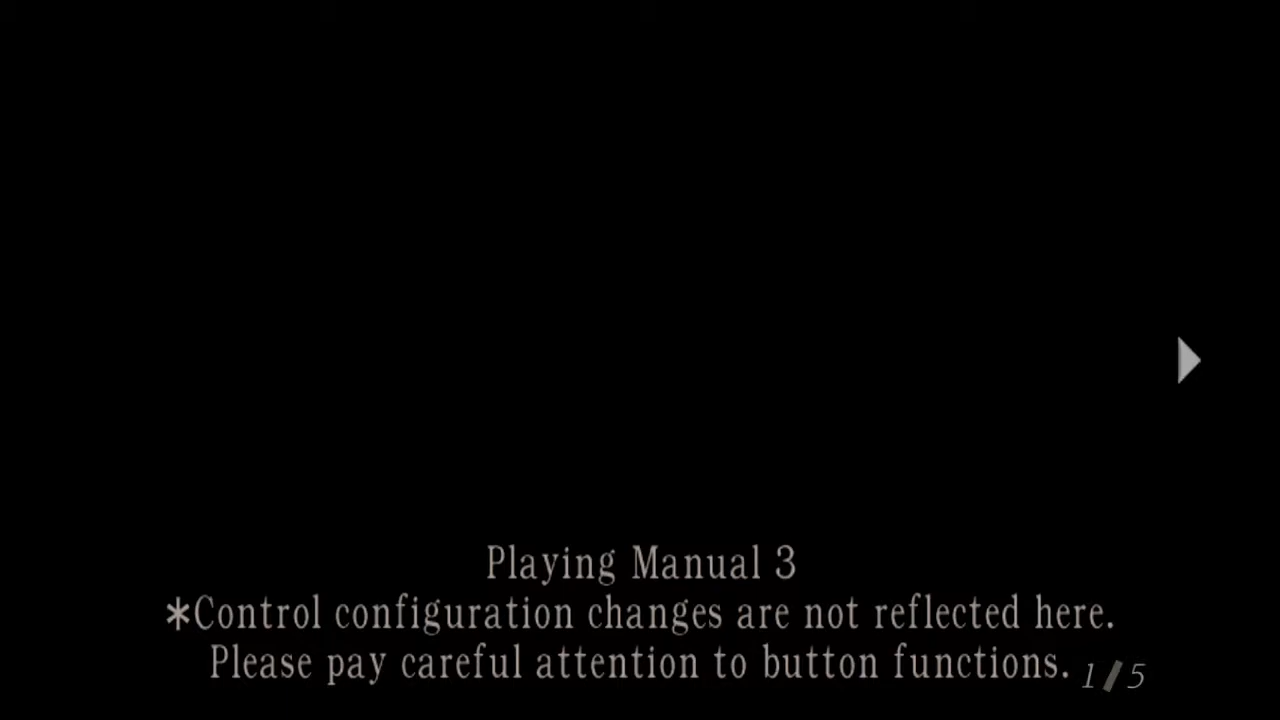 Playing Manual 3
*Control configuration changes are not reflected here.
Please pay careful attention to button functions.
1/5